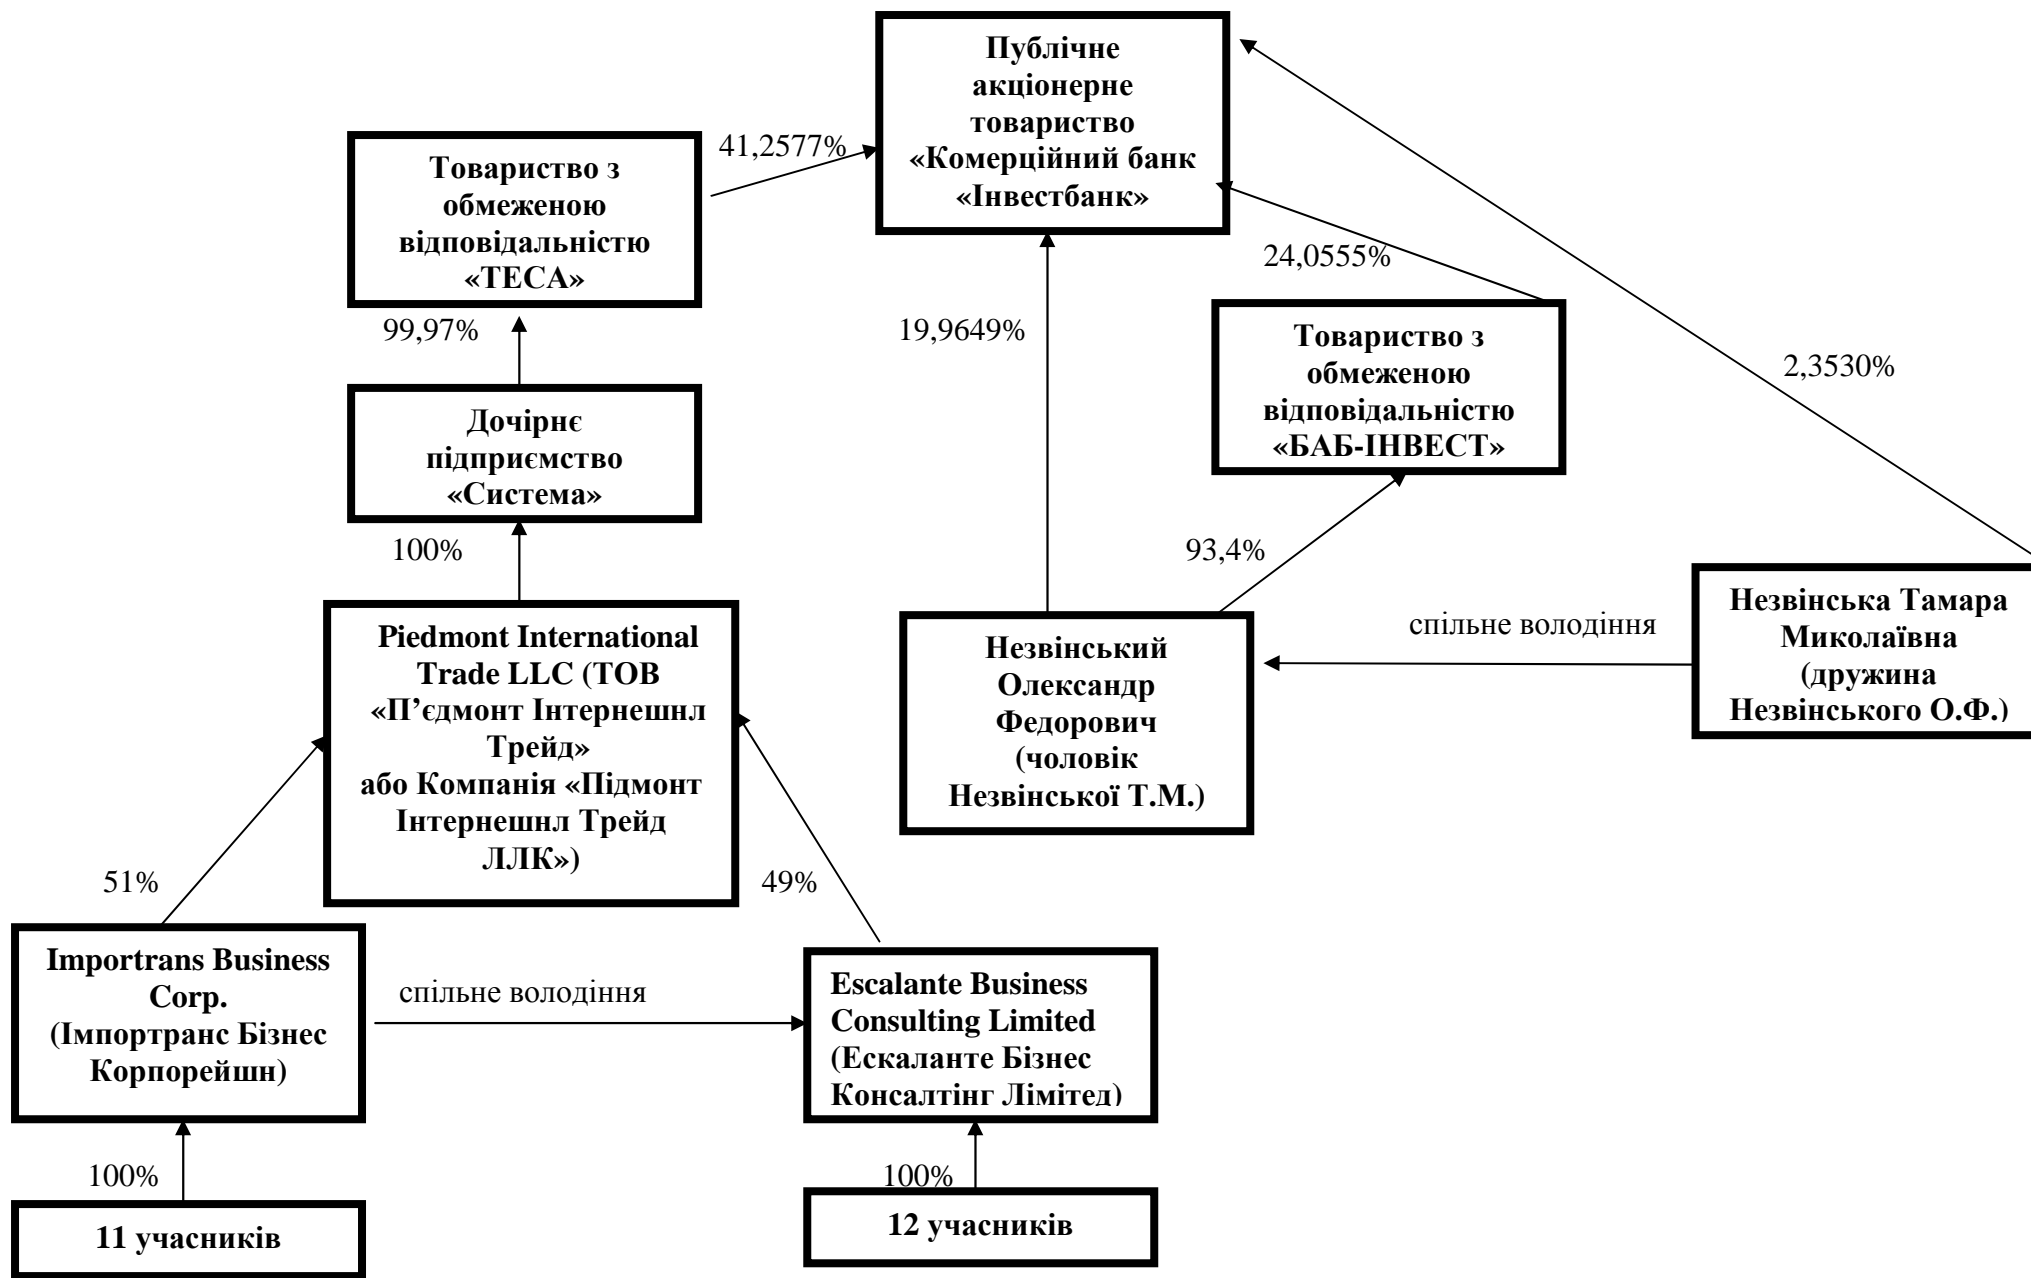 Публічне
акціонерне
товариство
«Комерційний банк
«Інвестбанк»
41,2577%
Товариство з
обмеженою
відповідальністю
«ТЕСА»
24,0555%
99,97%
19,9649%
Товариство з
обмеженою
відповідальністю
«БАБ-ІНВЕСТ»
2,3530%
Дочірнє
підприємство
«Система»
100%
93,4%
Piedmont International
Trade LLC (ТОВ
«П’єдмонт Інтернешнл
Трейд»
або Компанія «Підмонт
Інтернешнл Трейд
ЛЛК»)
Незвінський
Олександр
Федорович
(чоловік
Незвінської Т.М.)
спільне володіння
Незвінська Тамара
Миколаївна
(дружина
Незвінського О.Ф.)
51%
49%
Importrans Business
Corp.
(Імпортранс Бізнес
Корпорейшн)
спільне володіння
Escalante Business
Consulting Limited
(Ескаланте Бізнес
Консалтінг Лімітед)
100%
100%
11 учасників
12 учасників